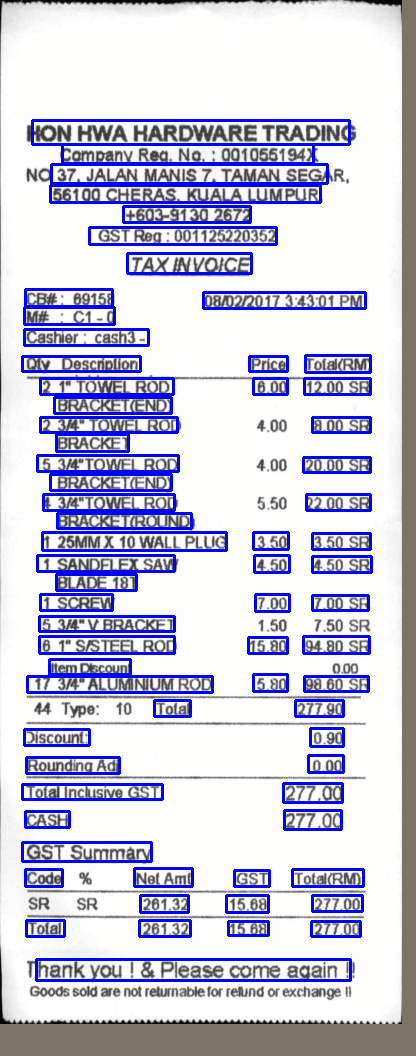 HON HWA HARDWARE TRADING
Company Reg. No. : 001055194X
NO 37, JALAN MANIS 7, TAMAN SEGAR,
56100 CHERAS, KUALA LUMPUR
+603-9130 2672
GST Reg : 001125220352
TAX INVOICE
CB# : 69158 08/02/2017 3:43:01 PM
M# : C1 - 0
Cashier : cash3 -
Qty Description Price Total(RM)
2 1" TOWEL ROD 6.00 12.00 SR
BRACKET(END)
2 3/4" TOWEL ROD 4.00 8.00 SR
BRACKET
5 3/4"TOWEL ROD 4.00 20.00 SR
BRACKET(END)
4 3/4"TOWEL ROD 5.50 22.00 SR
BRACKET(ROUND)
1 25MM X 10 WALL PLUG 3.50 3.50 SR
1 SANDFLEX SAW 4.50 4.50 SR
BLADE 18T
1 SCREW 7.00 7.00 SR
5 3/4" V BRACKET 1.50 7.50 SR
6 1" S/STEEL ROD 15.80 94.80 SR
Item Discount 0.00
17 3/4" ALUMINIUM ROD 5.80 98.60 SR
44 Type: 10 Total 277.90
Discount: 0.90
Rounding Adj 0.00
Total Inclusive GST 277.00
CASH 277.00
GST Summary
Code % Net Amt GST Total(RM)
SR SR 261.32 15.68 277.00
Total 261.32 15.68 277.00
Thank you ! & Please come again !!
Goods sold are not returnable for refund or exchange !!